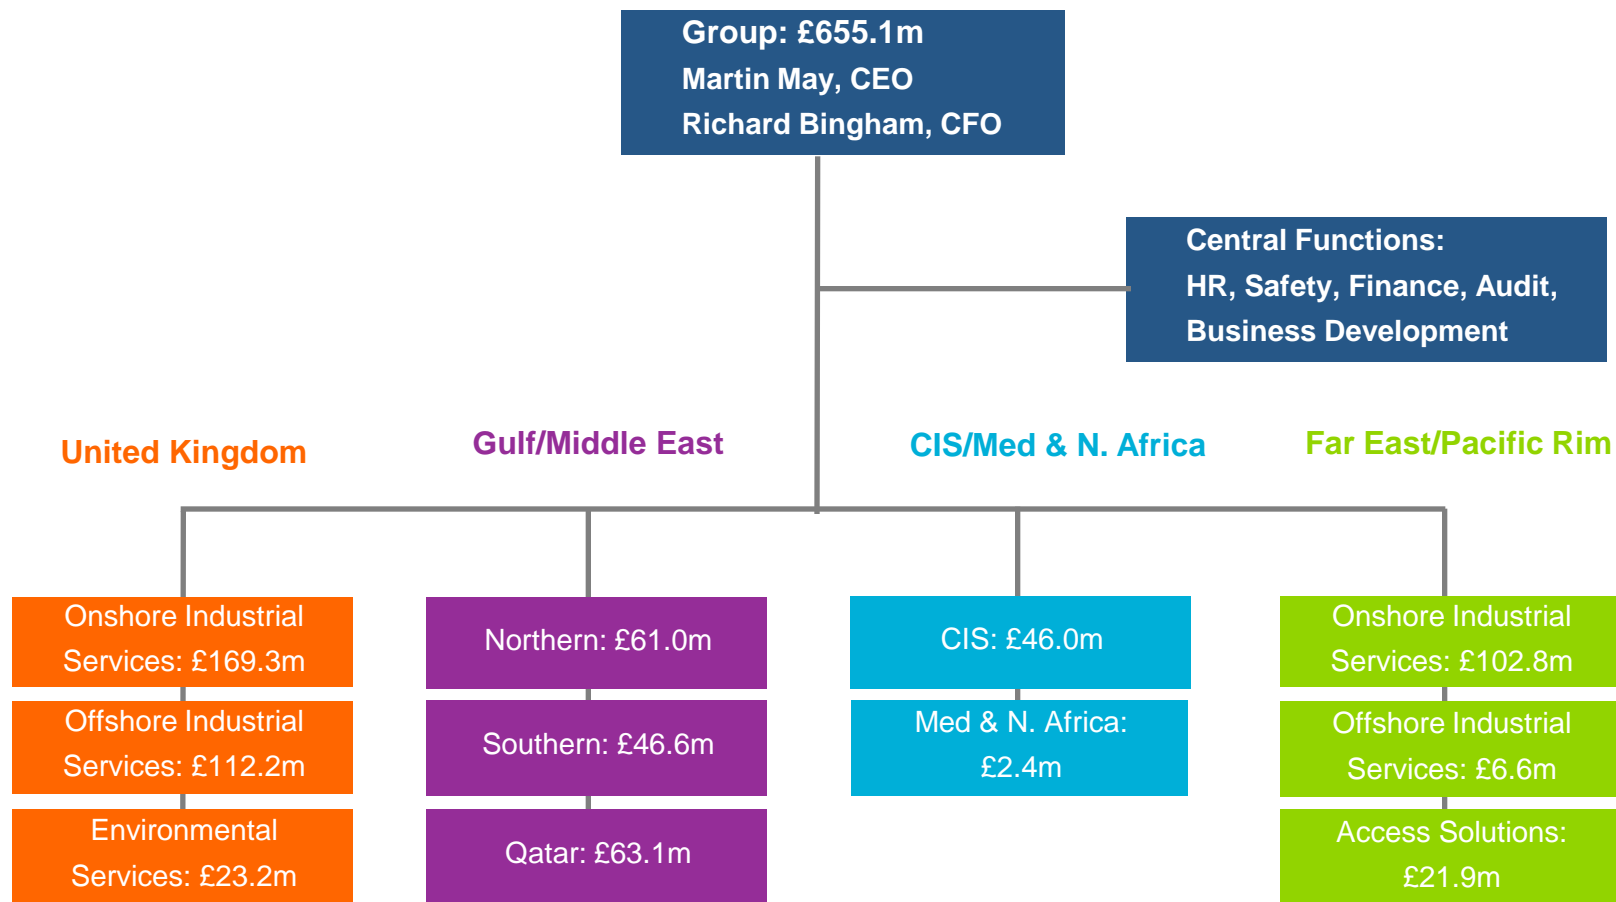 Group: £655.1m
Martin May, CEO
Richard Bingham, CFO
Central Functions:
HR, Safety, Finance, Audit,
Business Development
United Kingdom
Gulf/Middle East
CIS/Med & N. Africa
Far East/Pacific Rim
Onshore Industrial
Services: £169.3m
Offshore Industrial
Services: £112.2m
Environmental
Services: £23.2m
Northern: £61.0m
Southern: £46.6m
Qatar: £63.1m
CIS: £46.0m
Med & N. Africa:
£2.4m
Onshore Industrial
Services: £102.8m
Offshore Industrial
Services: £6.6m
Access Solutions:
£21.9m